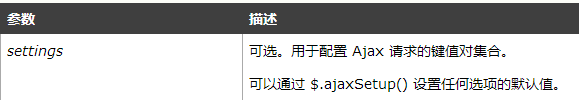 参数 描述
settings 可选。用于配置 Ajax 请求的键值对集合。
可以通过 $.ajaxSetup() 设置任何选项的默认值。